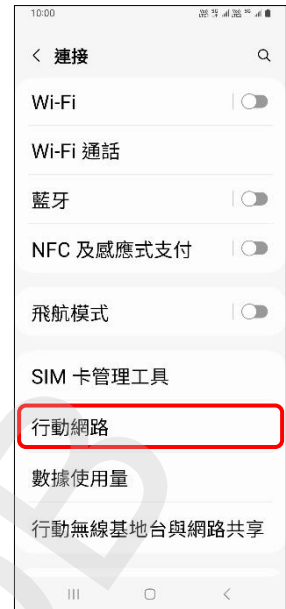 10:00
連接
Wi-Fi
Wi-Fi 通話
藍牙
NFC 及感應式支付
飛航模式
SIM 卡管理工具
行動網路
數據使用量
行動無線基地台與網路共享